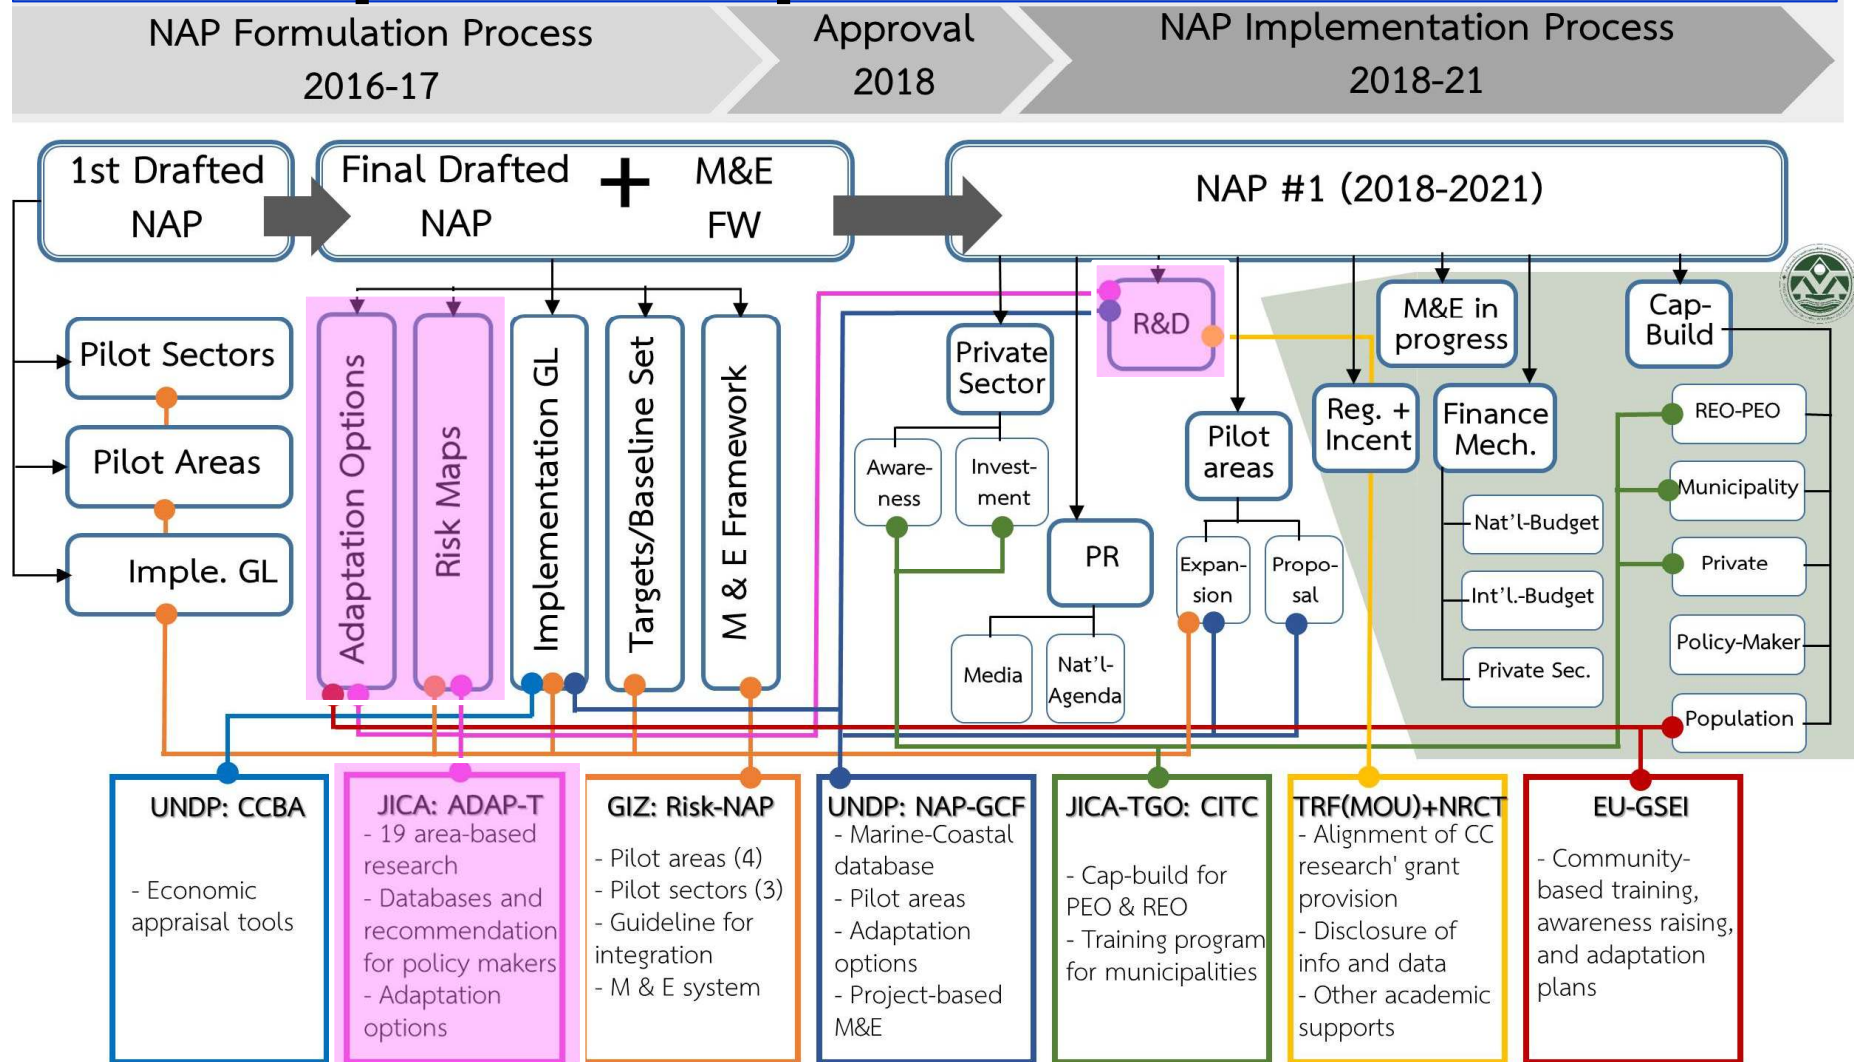 NAP Formulation Process
2016-17
Approval
2018
NAP Implementation Process
2018-21
1st Drafted
NAP
Final Drafted
NAP
+
M&E
FW
NAP #1 (2018-2021)
Pilot Sectors
Pilot Areas
Imple. GL
Adaptation Options
Risk Maps
Implementation GL
Targets/Baseline Set
M & E Framework
Private
Sector
Aware-
ness
Invest-
ment
PR
Media
Nat'l-
Agenda
R&D
Pilot
areas
Expan-
sion
Propo-
sal
Reg. +
Incent
M&E in
progress
Finance
Mech.
Nat'l-Budget
Int'l.-Budget
Private Sec.
Cap-
Build
REO-PEO
Municipality
Private
Policy-Maker
Population
UNDP: CCBA
- Economic
appraisal tools
JICA: ADAP-T
- 19 area-based
research
- Databases and
recommendation
for policy makers
- Adaptation
options
GIZ: Risk-NAP
- Pilot areas (4)
- Pilot sectors (3)
- Guideline for
integration
- M & E system
UNDP: NAP-GCF
- Marine-Coastal
database
- Pilot areas
- Adaptation
options
- Project-based
M&E
JICA-TGO: CITC
- Cap-build for
PEO & REO
- Training program
for municipalities
TRF(MOU)+NRCT
- Alignment of CC
research' grant
provision
- Disclosure of
info and data
- Other academic
supports
EU-GSEI
- Community-
based training,
awareness raising,
and adaptation
plans